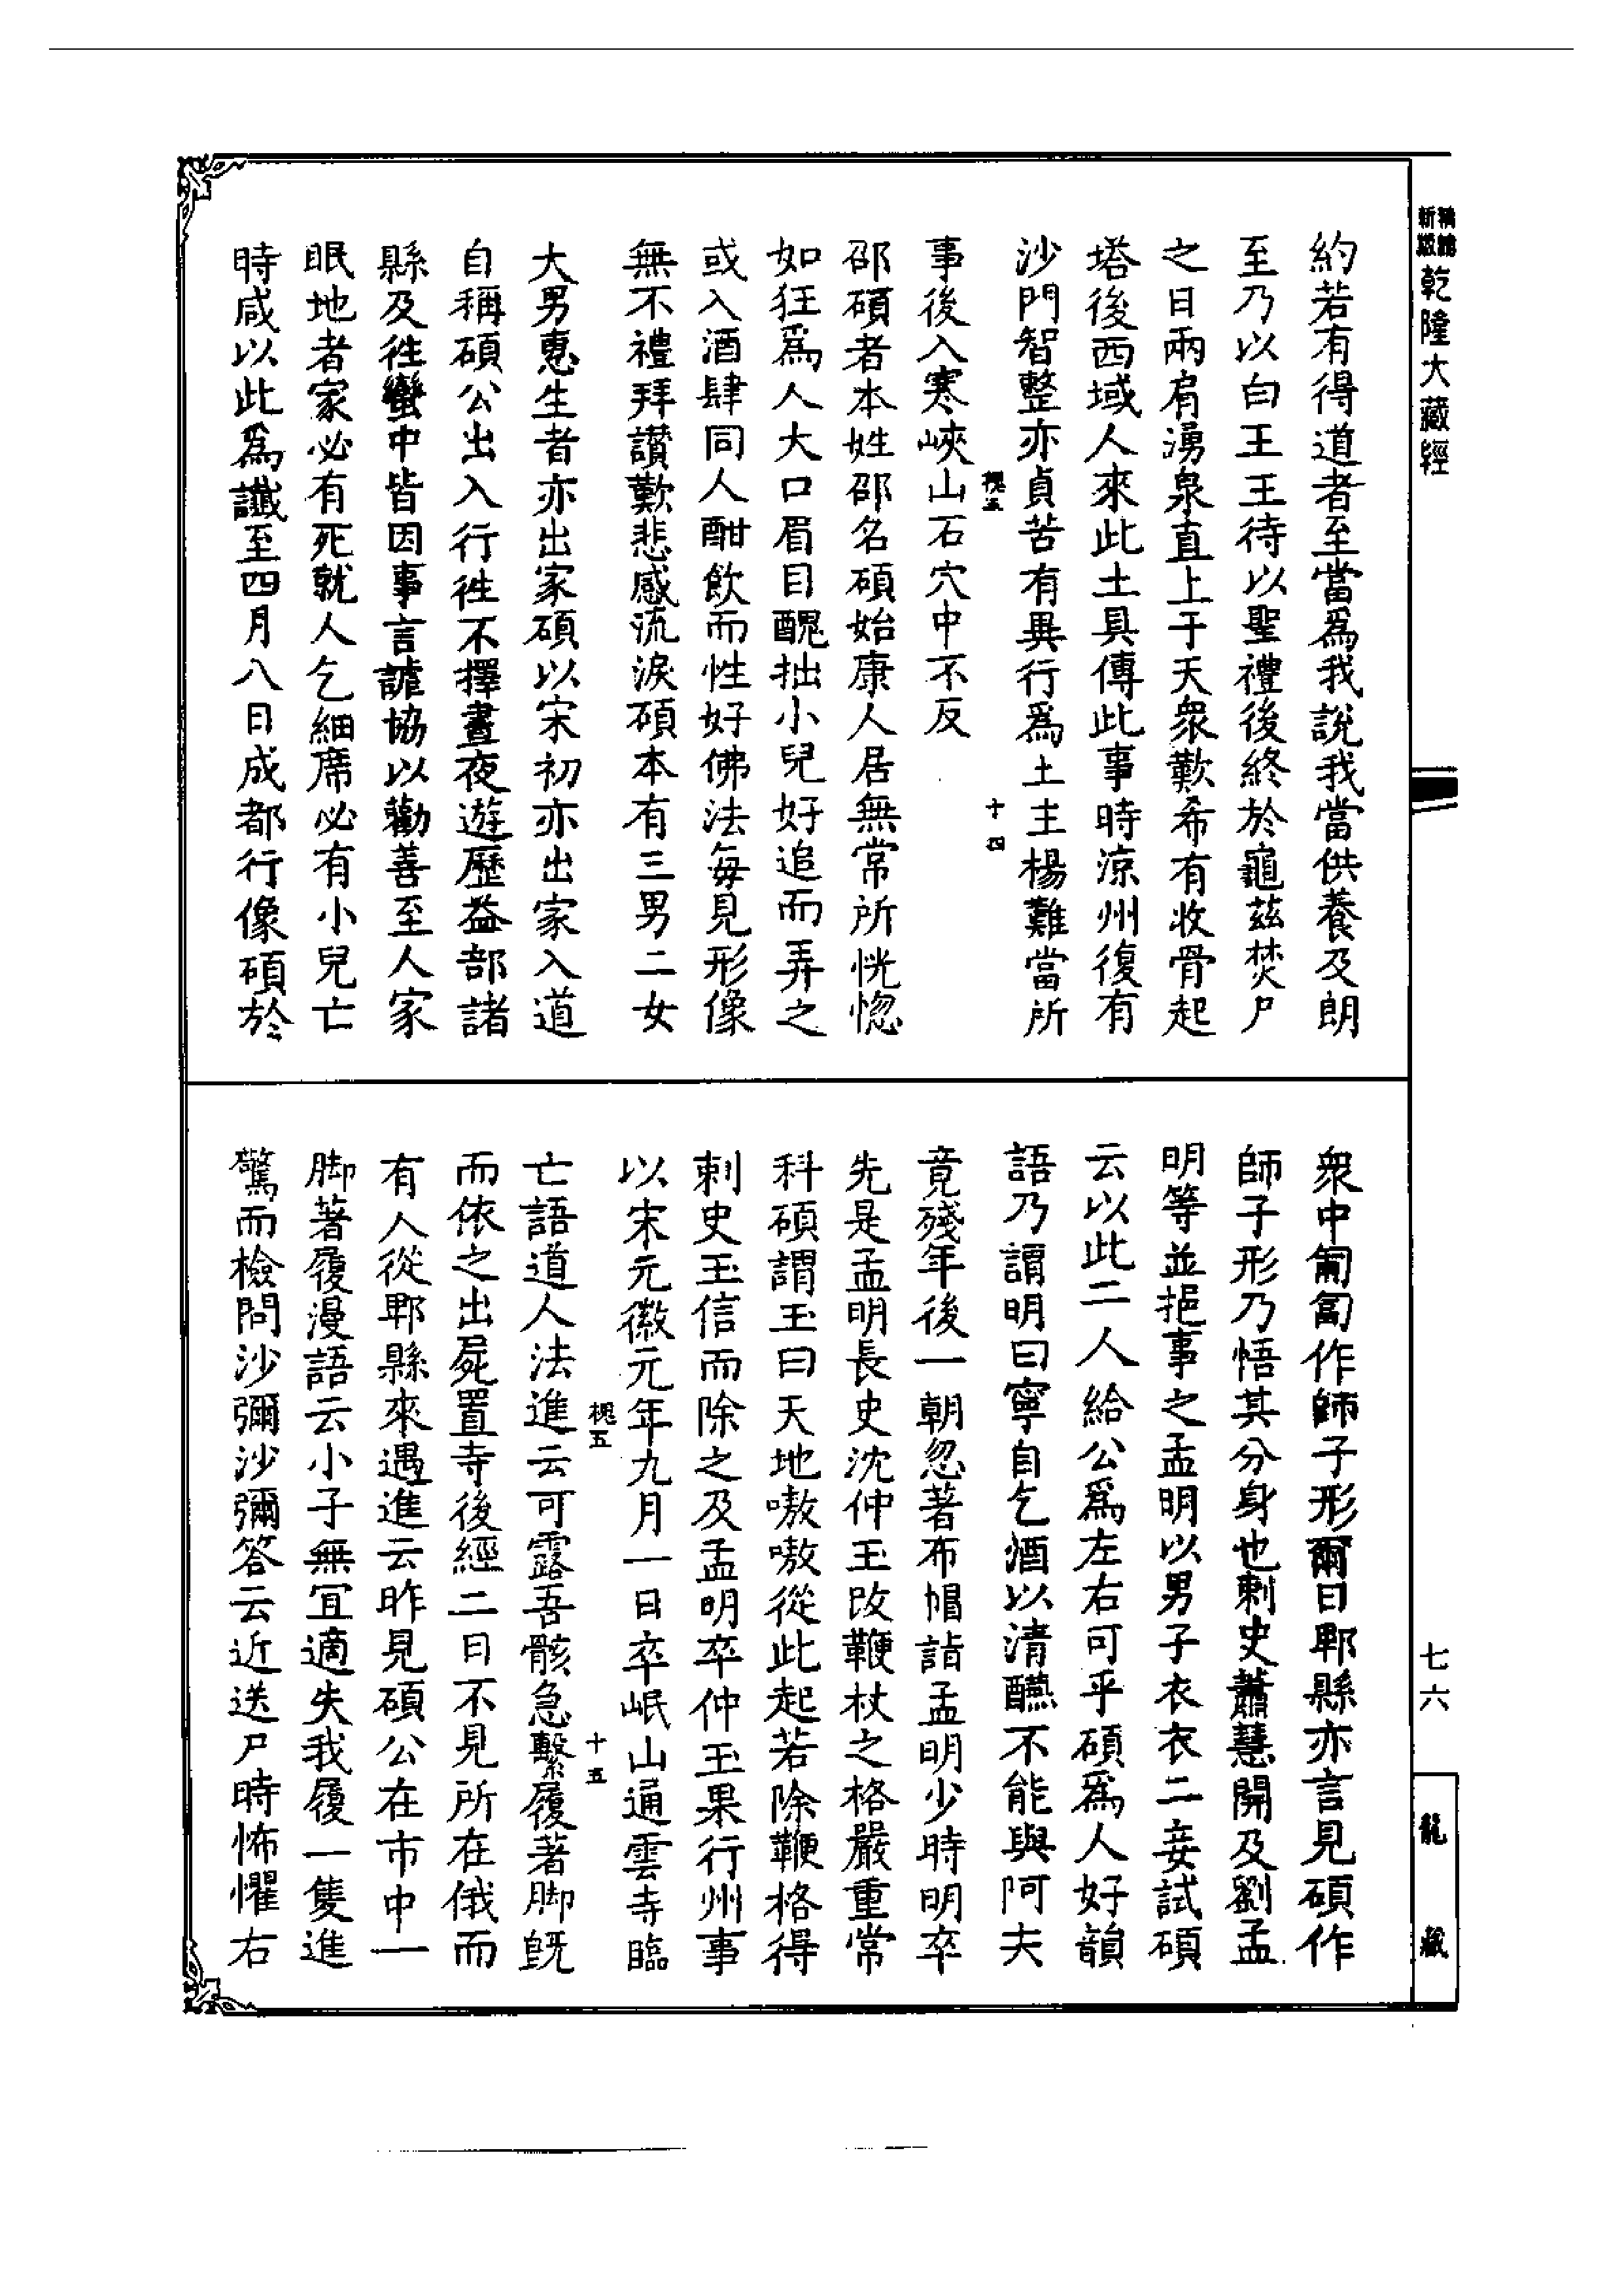 新編縮版
乾隆大藏經
約若有得道者至當爲我說我當供養及朗
至乃以白王王待以聖禮後終於龜茲焚尸
之日兩肩湧泉直上于天衆歎希有收骨起
塔後西域人來此土具傳此事時涼州復有
沙門智整亦貞苦有異行爲土主楊難當所
槐五 十四
事後入寒峽山石穴中不反
邵碩者本姓邵名碩始康人居無常所恍惚
如狂爲人大口眉目醜拙小兒好追而弄之
或入酒肆同人酣飲而性好佛法每見形像
無不禮拜讚歎悲感流淚碩本有三男二女
大男惠生者亦出家碩以宋初亦出家入道
自稱碩公出入行徃不擇晝夜遊歷益部諸
縣及徃蠻中皆因事言謔協以勸善至人家
眠地者家必有死就人乞細席必有小兒亡
時咸以此爲讖至四月八日成都行像碩於
衆中匍匐作師子形爾日郫縣亦言見碩作
師子形乃悟其分身也刺史蕭慧開及劉孟
明等並挹事之孟明以男子衣衣二妾試碩
云以此二人給公爲左右可乎碩爲人好韻
語乃謂明曰寧自乞酒以清醼不能與阿夫
竟殘年後一朝忽著布帽詣孟明少時明卒
先是孟明長史沈仲玉改鞭杖之格嚴重常
科碩謂玉曰天地嗷嗷從此起若除鞭格得
刺史玉信而除之及孟明卒仲玉果行州事
以宋元徽元年九月一日卒岷山通雲寺臨
槐五 十五
亡語道人法進云可露吾骸急繫履著脚旣
而依之出屍置寺後經二日不見所在俄而
有人從郫縣來遇進云昨見碩公在市中一
脚著履漫語云小子無宜適失我履一隻進
驚而檢問沙彌沙彌答云近送尸時怖懼右
七六
龍藏